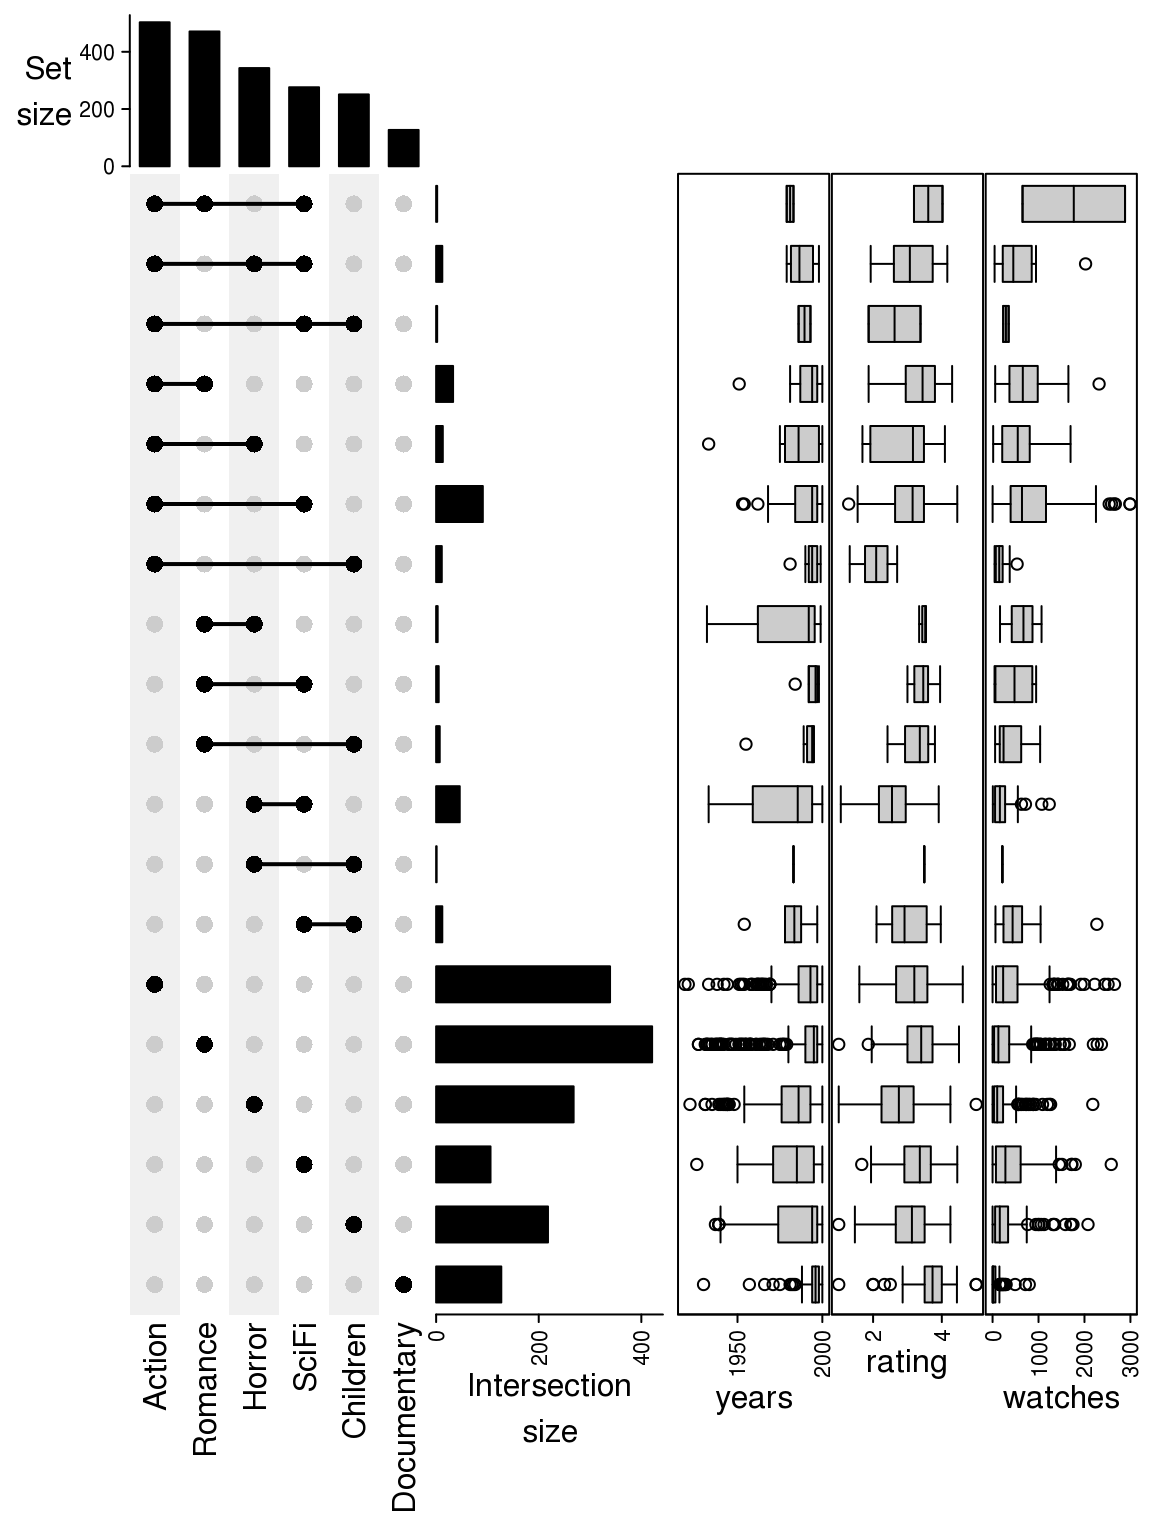 Set
size
400
200
0
Action
Romance
Horror
SciFi
Children
Documentary
0
200
400
Intersection
size
1950
2000
years
2
4
rating
0
1000
2000
3000
watches